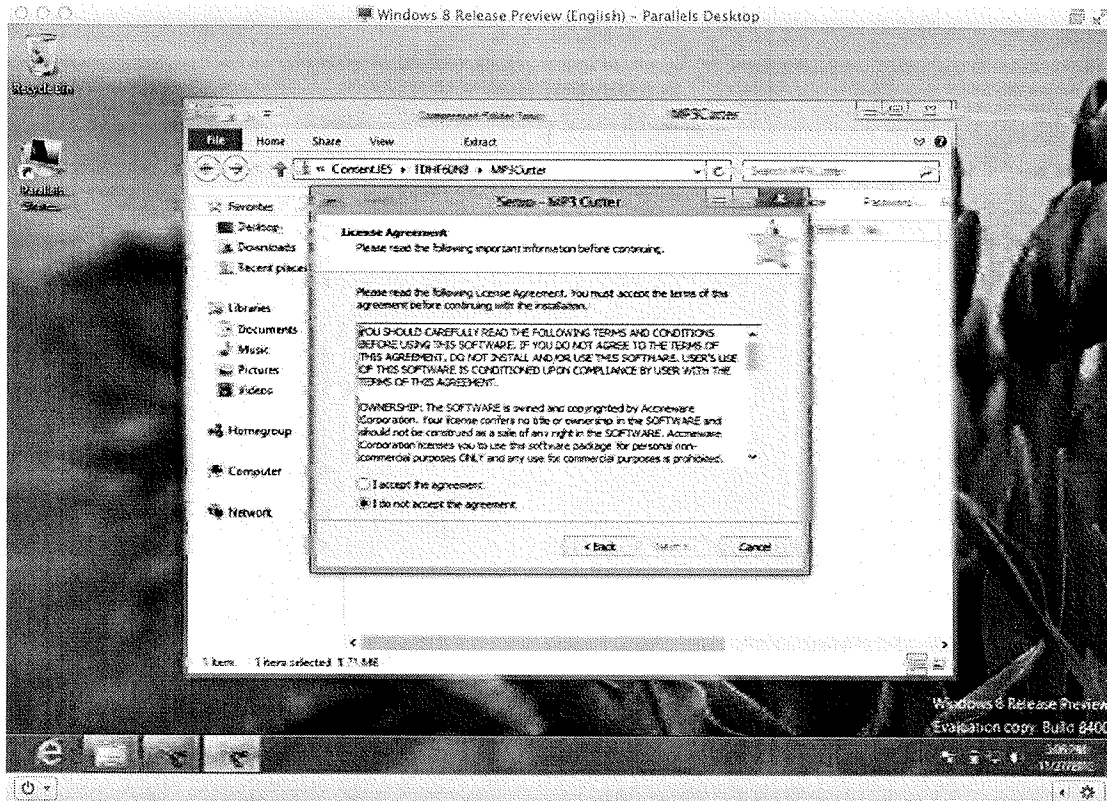 Windows 8 Release Preview (English) - Parallels Desktop
Recycle Bin
Parallels
MP3Cutter
File Home Share View Extract
MP3Cutter
Setup - MP3 Cutter
Favorites
Desktop
Downloads
Recent places
Libraries
Documents
Music
Pictures
Videos
Homegroup
Computer
Network
License Agreement
Please read the following important information before continuing.
Please read the following License Agreement. You must accept the terms of this
agreement before continuing with the installation.
YOU SHOULD CAREFULLY READ THE FOLLOWING TERMS AND CONDITIONS
BEFORE USING THIS SOFTWARE. IF YOU DO NOT AGREE TO THE TERMS OF
THIS AGREEMENT, DO NOT INSTALL AND/OR USE THIS SOFTWARE. USER'S USE
OF THIS SOFTWARE IS CONDITIONED UPON COMPLIANCE BY USER WITH THE
TERMS OF THIS AGREEMENT.
OWNERSHIP: The SOFTWARE is owned and copyrighted by
Corporation. Your license confers no title or ownership in the SOFTWARE and
should not be construed as a sale of any right in the SOFTWARE.
Corporation licenses you to use this software package for personal non-
commercial purposes ONLY and any use for commercial purposes is prohibited.
I accept the agreement
I do not accept the agreement
< Back Next > Cancel
1 item 1 item selected
Windows 8 Release Preview
Evaluation copy. Build 8400